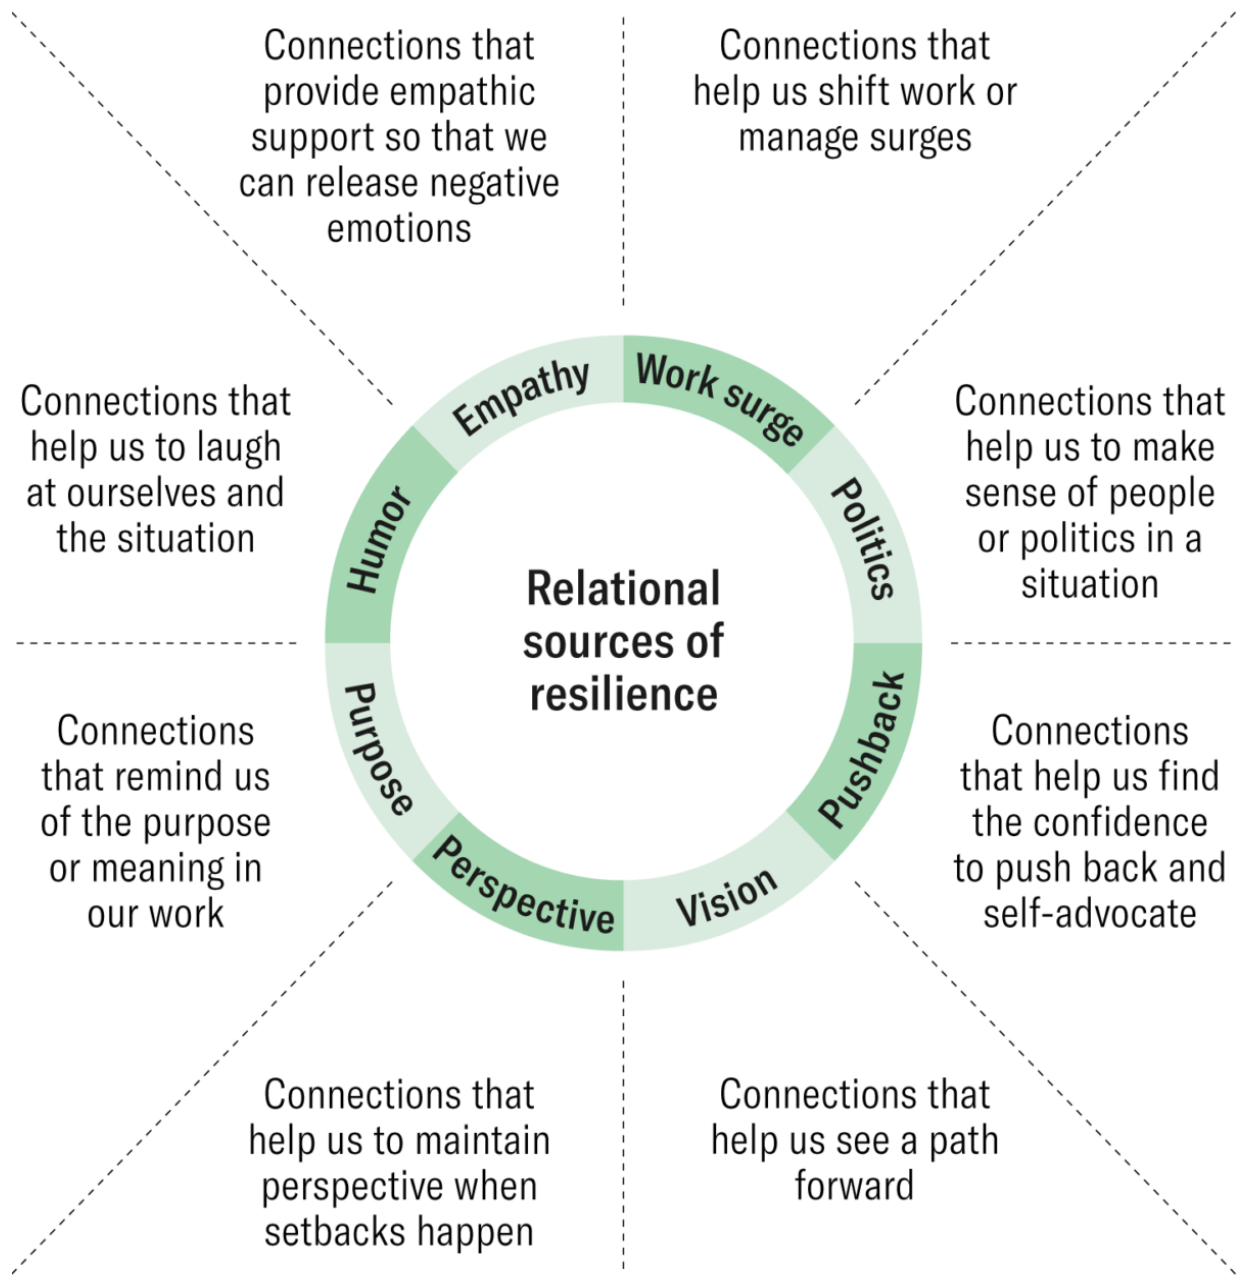 Connections that
provide empathic
support so that we
can release negative
emotions
Connections that
help us shift work or
manage surges
Connections that
help us to laugh
at ourselves and
the situation
Empathy
Work surge
Humor
Politics
Connections that
help us to make
sense of people
or politics in a
situation
Relational
sources of
resilience
Connections
that remind us
of the purpose
or meaning in
our work
Purpose
Pushback
Perspective
Vision
Connections
that help us find
the confidence
to push back and
self-advocate
Connections that
help us to maintain
perspective when
setbacks happen
Connections that
help us see a path
forward